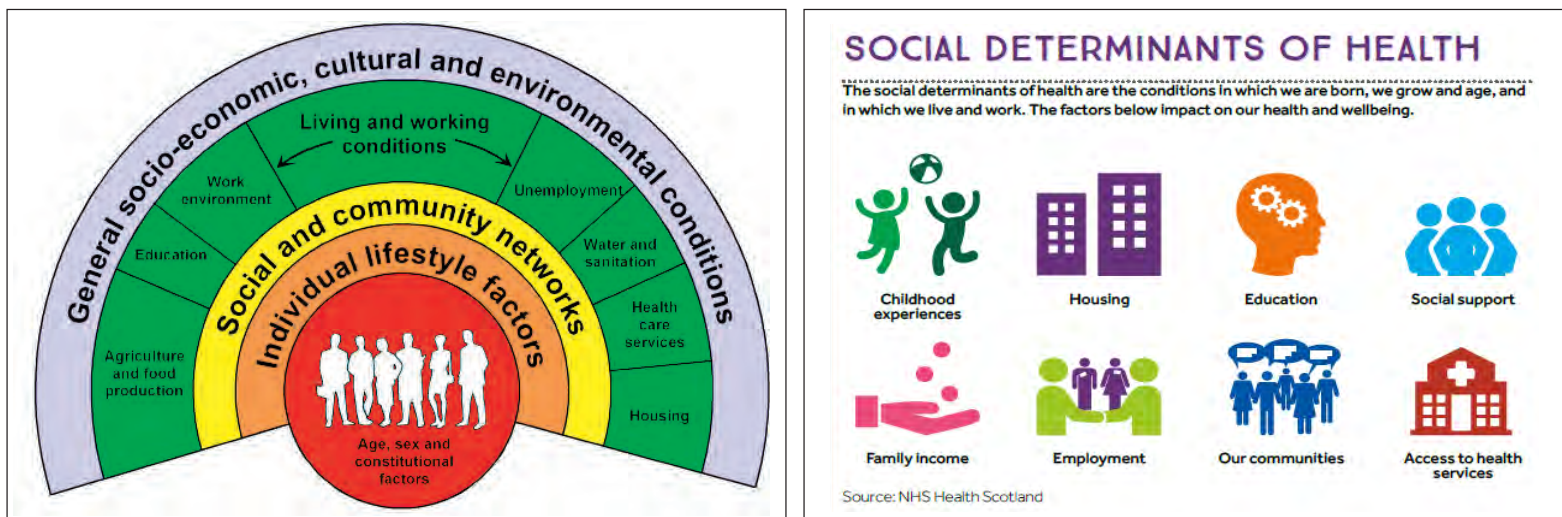 General socio-economic, cultural and environmental conditions
Living and working
conditions
Work
environment
Unemployment
Education
Water and
sanitation
Agriculture
and food
production
Health
care
services
Housing
Social and community networks
Individual lifestyle factors
Age, sex and
constitutional
factors
SOCIAL DETERMINANTS OF HEALTH
The social determinants of health are the conditions in which we are born, we grow and age, and
in which we live and work. The factors below impact on our health and wellbeing.
Childhood
experiences
Housing
Education
Social support
Family income
Employment
Our communities
Access to health
services
Source: NHS Health Scotland